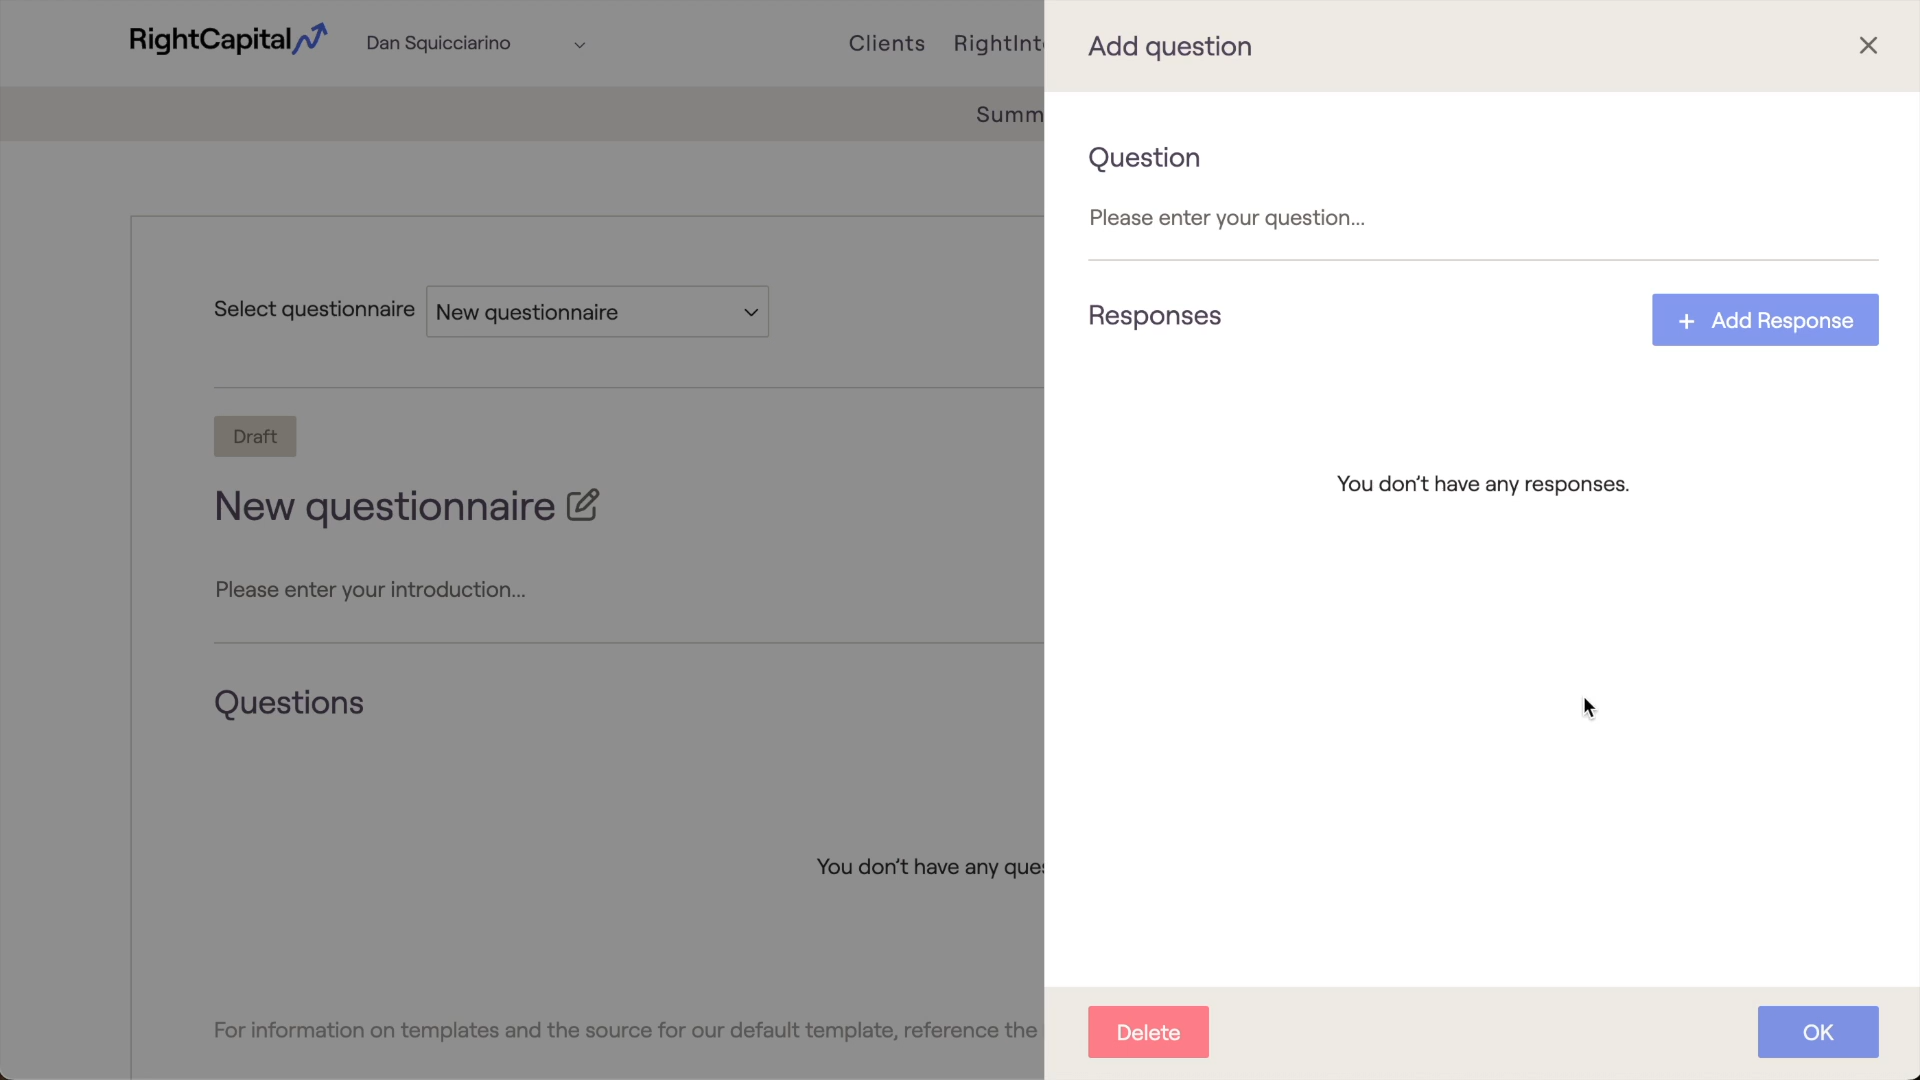 RightCapital
Dan Squicciarino
Clients
RightInt
Summ
Select questionnaire
New questionnaire
Draft
New questionnaire
Please enter your introduction...
Questions
You don't have any ques
For information on templates and the source for our default template, reference the
Add question
Question
Please enter your question...
Responses
+ Add Response
You don't have any responses.
Delete
OK